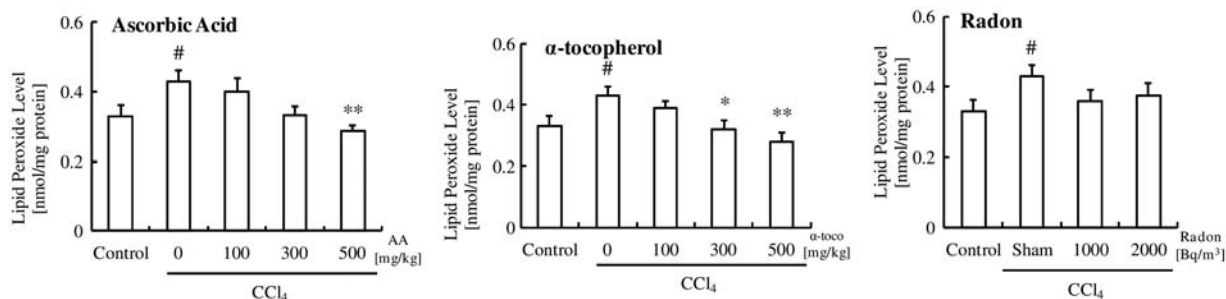 Ascorbic Acid
Lipid Peroxide Level
[nmol/mg protein]
0.6
0.4
0.2
0
#
**
Control 0 100 300 500
AA
[mg/kg]
CCl₄
α-tocopherol
Lipid Peroxide Level
[nmol/mg protein]
0.6
0.4
0.2
0
#
*
**
Control 0 100 300 500
α-toco
[mg/kg]
CCl₄
Radon
Lipid Peroxide Level
[nmol/mg protein]
0.6
0.4
0.2
0
#
Control Sham 1000 2000
Radon
[Bq/m³]
CCl₄